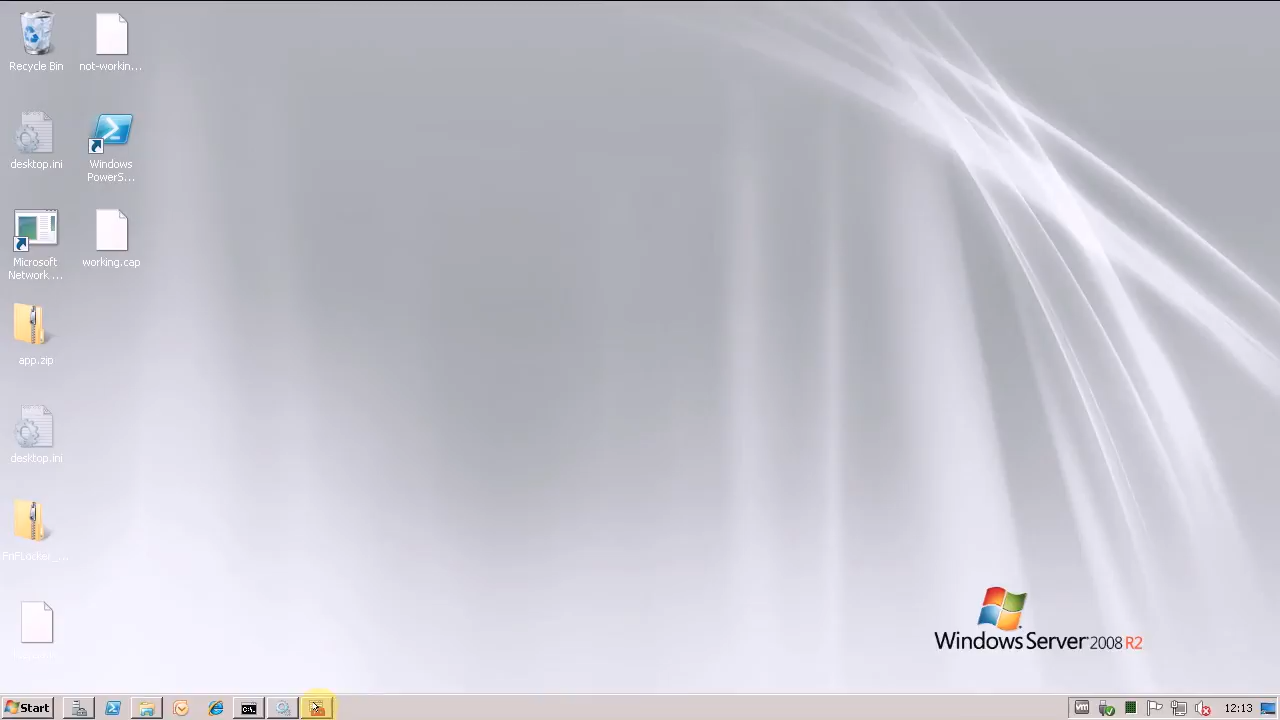 Recycle Bin
not-workin...
desktop.ini
Windows
PowerS...
Microsoft
Network ...
working.cap
app.zip
desktop.ini
Windows Server 2008 R2
Start
C:\
vm
12:13